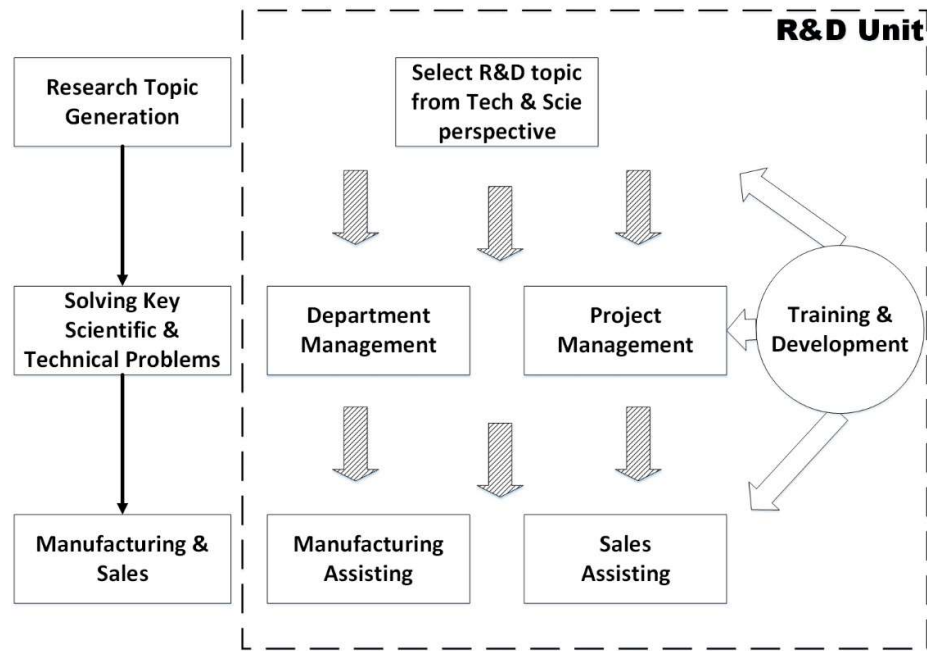 R&D Unit
Research Topic
Generation
Select R&D topic
from Tech & Scie
perspective
Solving Key
Scientific &
Technical Problems
Department
Management
Project
Management
Training &
Development
Manufacturing &
Sales
Manufacturing
Assisting
Sales
Assisting